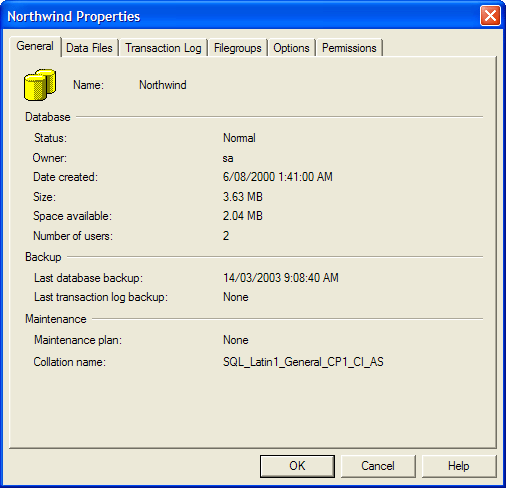 Northwind Properties
General Data Files Transaction Log Filegroups Options Permissions
Name: Northwind
Database
Status: Normal
Owner: sa
Date created: 6/08/2000 1:41:00 AM
Size: 3.63 MB
Space available: 2.04 MB
Number of users: 2
Backup
Last database backup: 14/03/2003 9:08:40 AM
Last transaction log backup: None
Maintenance
Maintenance plan: None
Collation name: SQL_Latin1_General_CP1_CI_AS
OK Cancel Help